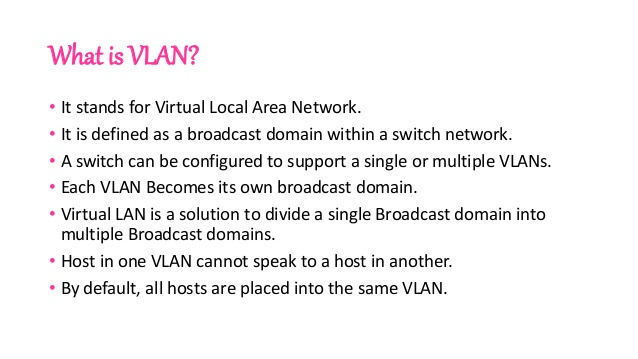 What is VLAN?
• It stands for Virtual Local Area Network.
• It is defined as a broadcast domain within a switch network.
• A switch can be configured to support a single or multiple VLANs.
• Each VLAN Becomes its own broadcast domain.
• Virtual LAN is a solution to divide a single Broadcast domain into
multiple Broadcast domains.
• Host in one VLAN cannot speak to a host in another.
• By default, all hosts are placed into the same VLAN.